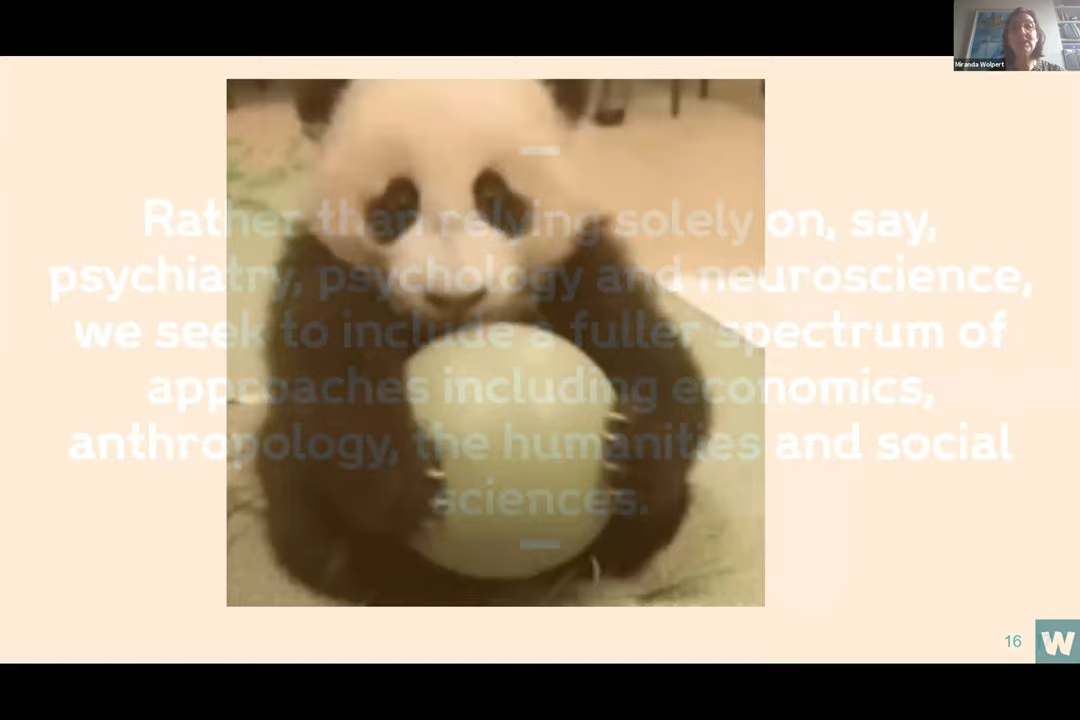 Miranda Wolpert
Rather than relying solely on, say,
psychiatry, psychology and neuroscience,
we seek to include a fuller spectrum of
approaches including economics,
anthropology, the humanities and social
sciences.
16
W